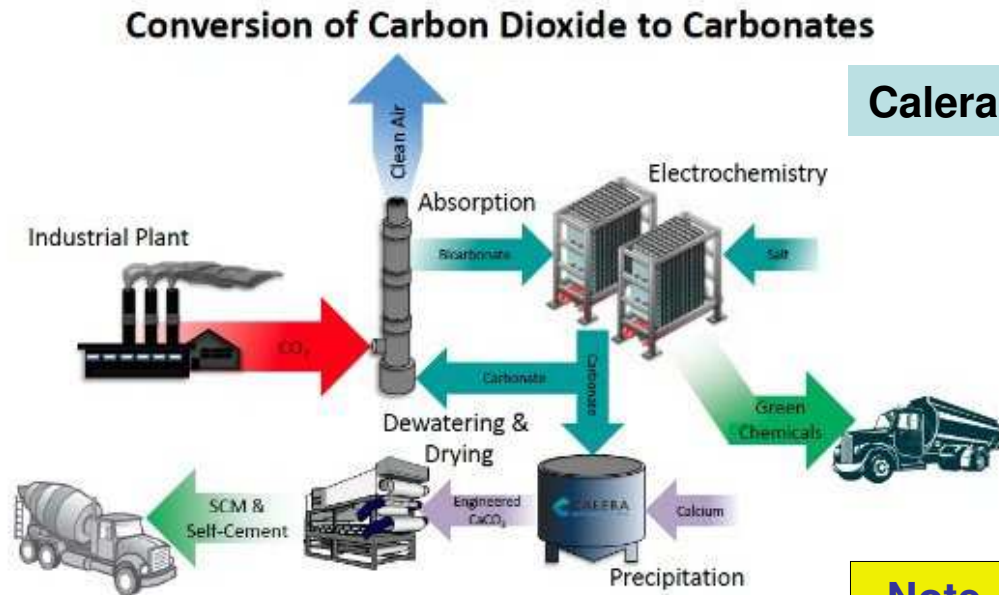 Conversion of Carbon Dioxide to Carbonates
Calera
Clean Air
Absorption
Electrochemistry
Industrial Plant
Bicarbonate
Salt
CO₂
Carbonate
Carbonate
Green
Chemicals
Dewatering &
Drying
SCM &
Self-Cement
Engineered
CaCO₃
CALERA
Calcium
Precipitation
Note